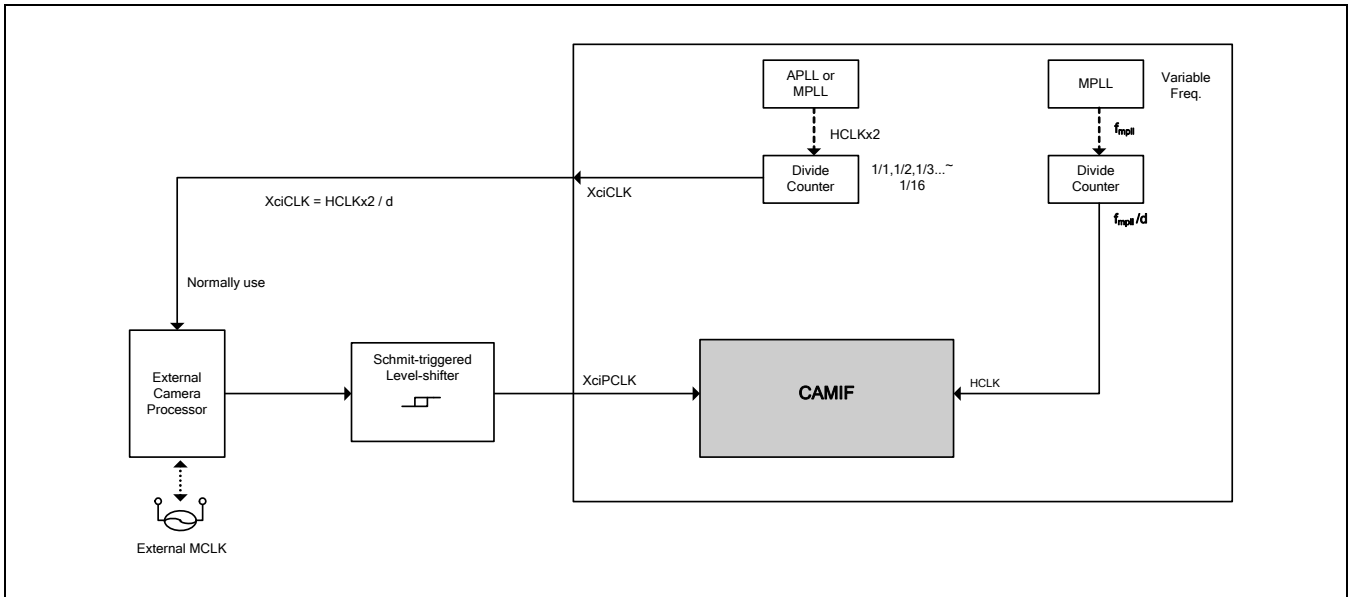 APLL or
MPLL
MPLL
Variable
Freq.
HCLKx2
fmpll
Divide
Counter
1/1,1/2,1/3...~
1/16
Divide
Counter
XciCLK
XciCLK = HCLKx2 / d
fmpll /d
Normally use
External
Camera
Processor
Schmit-triggered
Level-shifter
XciPCLK
CAMIF
HCLK
External MCLK